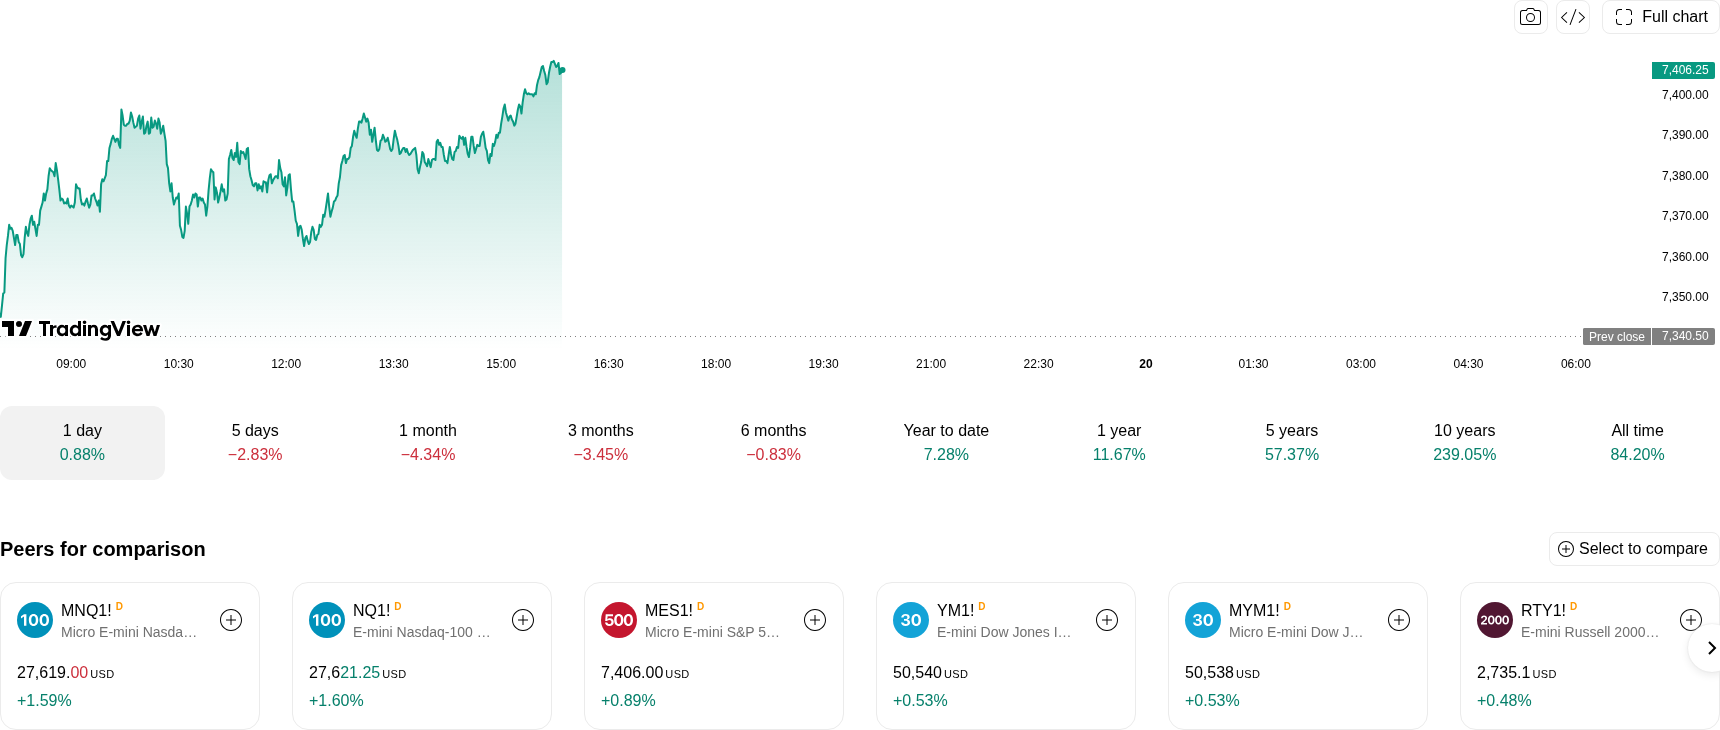 Full chart
7,406.25
7,400.00
7,390.00
7,380.00
7,370.00
7,360.00
7,350.00
TradingView
Prev close 7,340.50
09:00 10:30 12:00 13:30 15:00 16:30 18:00 19:30 21:00 22:30 20 01:30 03:00 04:30 06:00
1 day 5 days 1 month 3 months 6 months Year to date 1 year 5 years 10 years All time
0.88% −2.83% −4.34% −3.45% −0.83% 7.28% 11.67% 57.37% 239.05% 84.20%
Peers for comparison
Select to compare
100 MNQ1! D
Micro E-mini Nasda…
27,619.00 USD
+1.59%
100 NQ1! D
E-mini Nasdaq-100 …
27,621.25 USD
+1.60%
500 MES1! D
Micro E-mini S&P 5…
7,406.00 USD
+0.89%
30 YM1! D
E-mini Dow Jones I…
50,540 USD
+0.53%
30 MYM1! D
Micro E-mini Dow J…
50,538 USD
+0.53%
2000 RTY1! D
E-mini Russell 2000…
2,735.1 USD
+0.48%